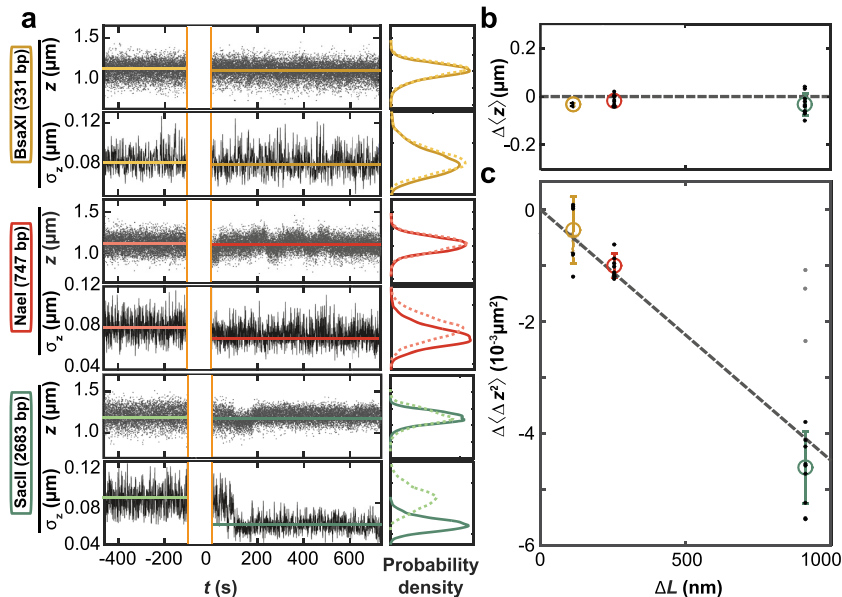 a
BsaXI (331 bp)
z (μm)
1.5
1.0
σz (μm)
0.12
0.08
NaeI (747 bp)
z (μm)
1.5
1.0
σz (μm)
0.12
0.08
0.04
SacII (2683 bp)
z (μm)
1.5
1.0
σz (μm)
0.12
0.08
0.04
-400 -200 0 200 400 600
t (s)
Probability
density
b
Δ⟨z⟩(μm)
0.2
0
-0.2
c
Δ⟨Δz²⟩ (10⁻³μm²)
0
-2
-4
-6
0 500 1000
ΔL (nm)